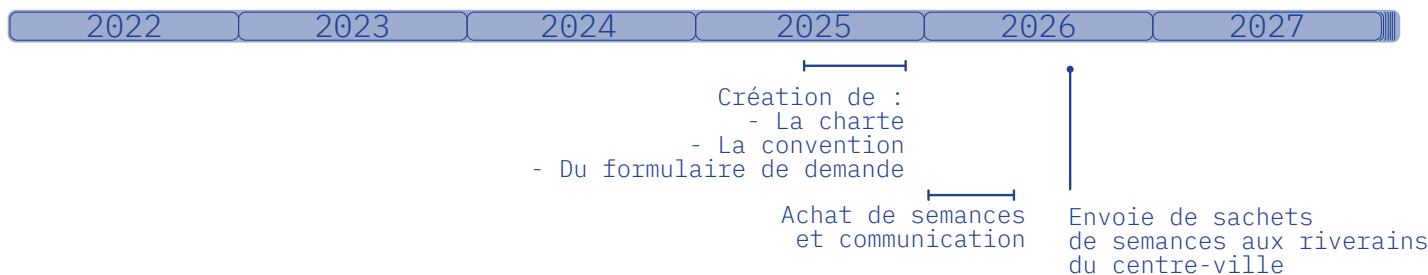 2022 2023 2024 2025 2026 2027
Création de :
- La charte
- La convention
- Du formulaire de demande
Achat de semances
et communication
Envoie de sachets
de semances aux riverains
du centre-ville